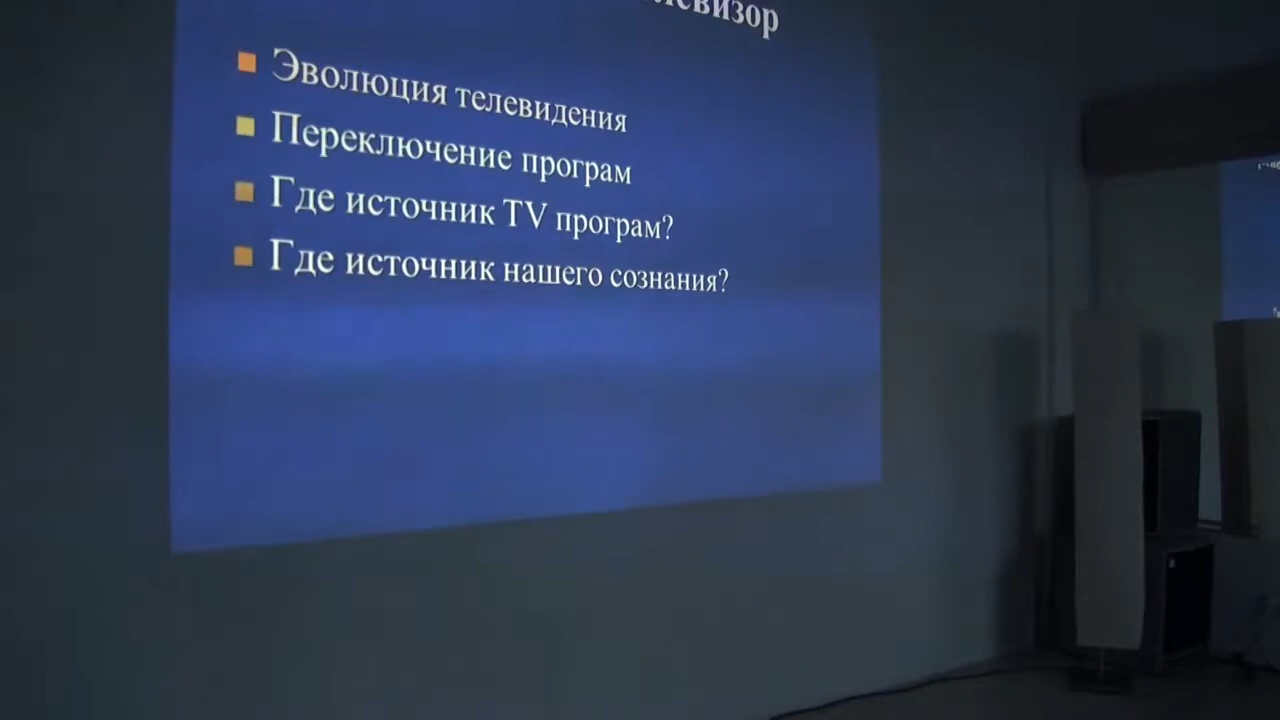 Эволюция телевидения
Переключение програм
Где источник TV програм?
Где источник нашего сознания?